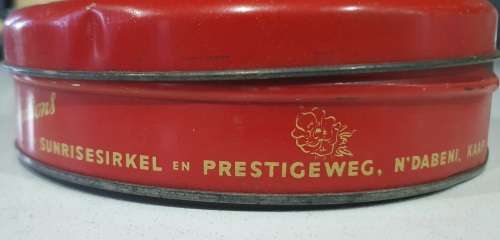 SUNRISESIRKEL EN PRESTIGEWEG, N'DABENI, KAAP